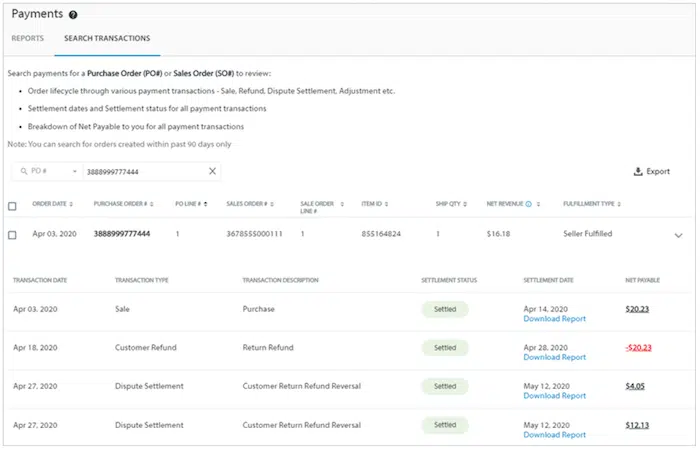 Payments ?
REPORTS SEARCH TRANSACTIONS
Search payments for a Purchase Order (PO#) or Sales Order (SO#) to review:
• Order lifecycle through various payment transactions - Sale, Refund, Dispute Settlement, Adjustment etc.
• Settlement dates and Settlement status for all payment transactions
• Breakdown of Net Payable to you for all payment transactions
Note: You can search for orders created within past 90 days only
PO # 3888999777444 Export
ORDER DATE PURCHASE ORDER # PO LINE # SALES ORDER # SALE ORDER LINE # ITEM ID SHIP QTY NET REVENUE FULFILLMENT TYPE
Apr 03, 2020 3888999777444 1 3678555000111 1 855164824 1 $16.18 Seller Fulfilled
TRANSACTION DATE TRANSACTION TYPE TRANSACTION DESCRIPTION SETTLEMENT STATUS SETTLEMENT DATE NET PAYABLE
Apr 03, 2020 Sale Purchase Settled Apr 14, 2020 $20.23
Download Report
Apr 18, 2020 Customer Refund Return Refund Settled Apr 28, 2020 -$20.23
Download Report
Apr 27, 2020 Dispute Settlement Customer Return Refund Reversal Settled May 12, 2020 $4.05
Download Report
Apr 27, 2020 Dispute Settlement Customer Return Refund Reversal Settled May 12, 2020 $12.13
Download Report